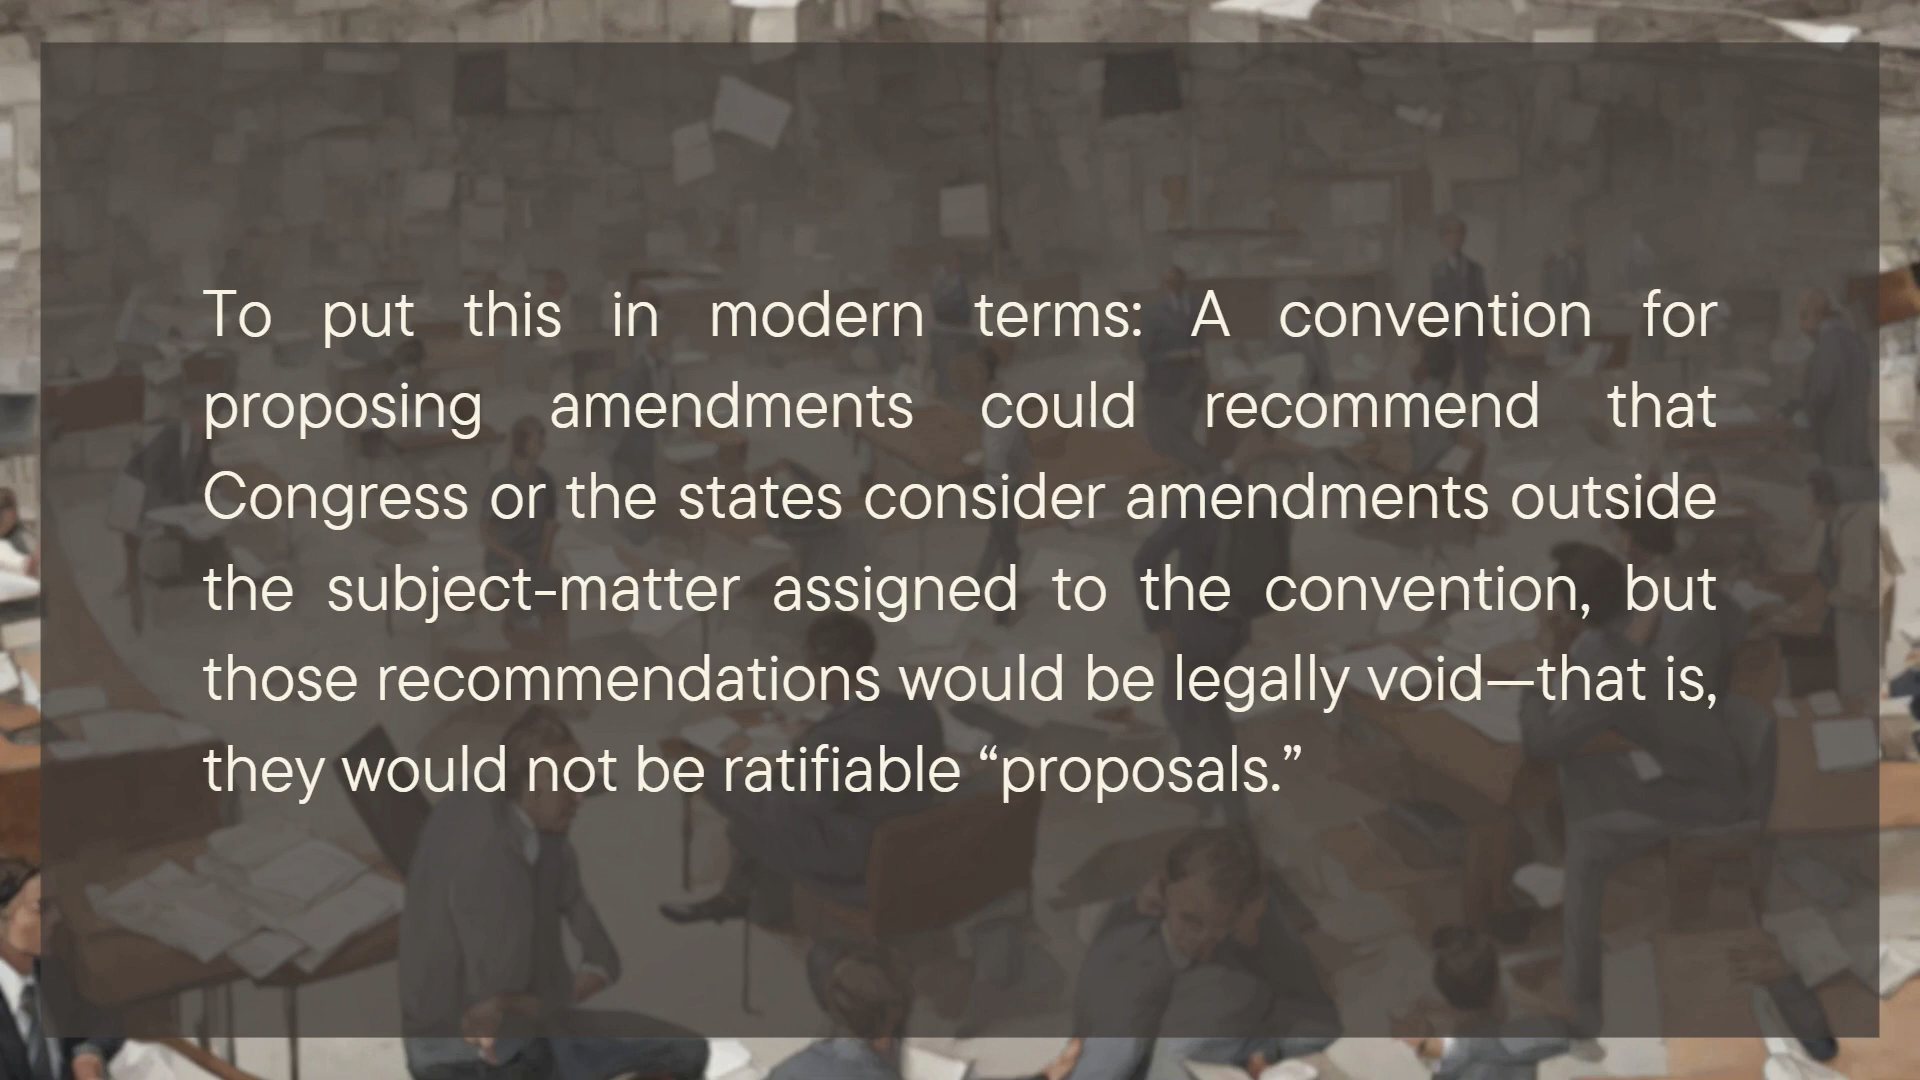 To put this in modern terms: A convention for
proposing amendments could recommend that
Congress or the states consider amendments outside
the subject-matter assigned to the convention, but
those recommendations would be legally void—that is,
they would not be ratifiable “proposals.”